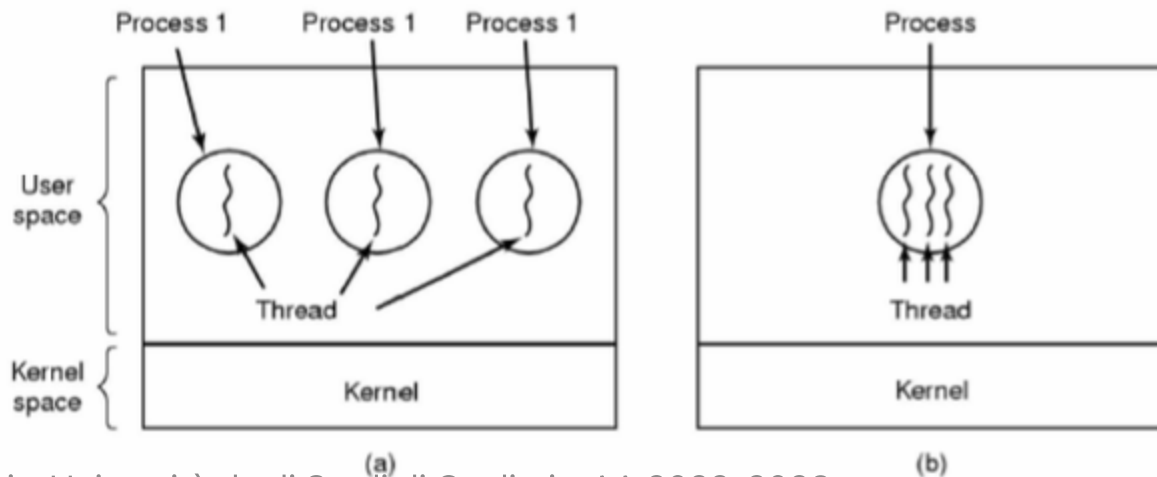 Process 1
Process 1
Process 1
Process
User
space
Thread
Thread
Kernel
space
Kernel
Kernel
(a)
(b)